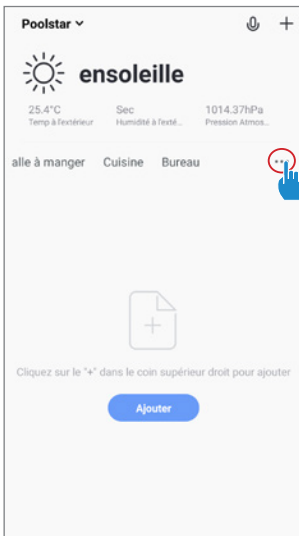 Poolstar
ensoleille
25.4°C Sec 1014.37hPa
Temp à l'extérieur Humidité à l'exté... Pression Atmos...
alle à manger Cuisine Bureau ...
Cliquez sur le "+" dans le coin supérieur droit pour ajouter
Ajouter